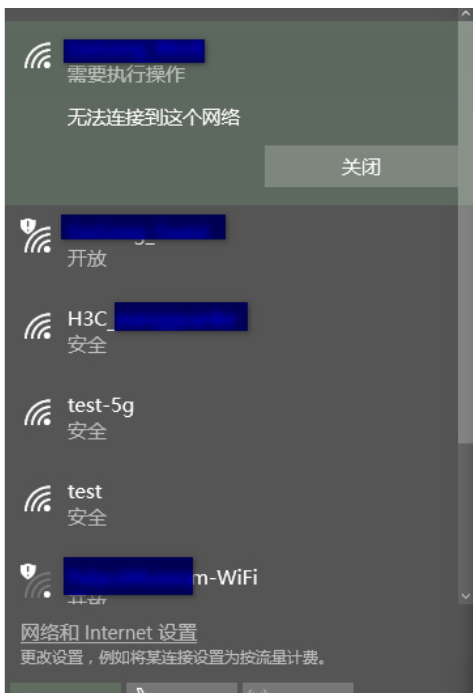 需要执行操作
无法连接到这个网络
关闭
开放
H3C_
安全
test-5g
安全
test
安全
m-WiFi
开放
网络和 Internet 设置
更改设置，例如将某连接设置为按流量计费。